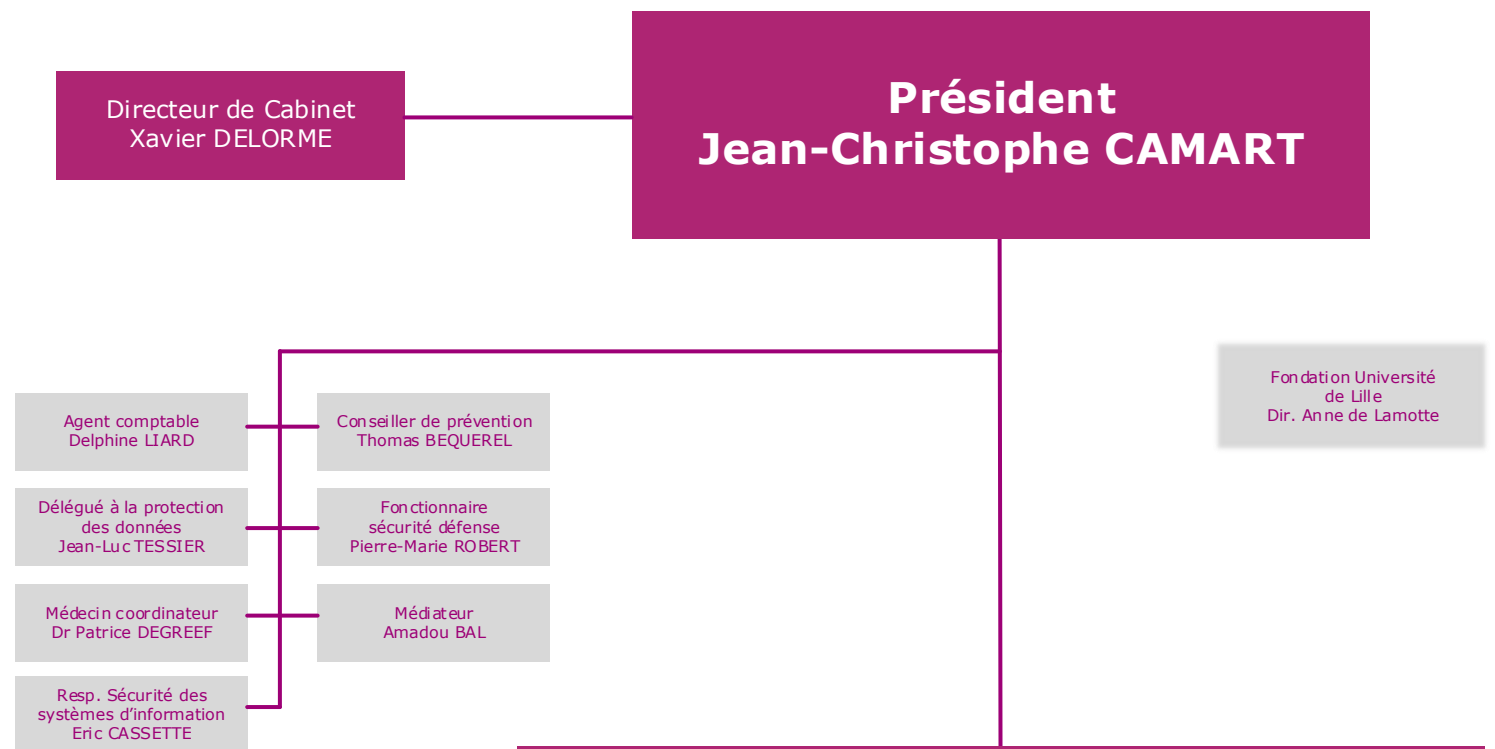 Directeur de Cabinet
Xavier DELORME
Président
Jean-Christophe CAMART
Fondation Université
de Lille
Dir. Anne de Lamotte
Agent comptable
Delphine LIARD
Conseiller de prévention
Thomas BEQUEREL
Délégué à la protection
des données
Jean-Luc TESSIER
Fonctionnaire
sécurité défense
Pierre-Marie ROBERT
Médecin coordinateur
Dr Patrice DEGREEF
Médiateur
Amadou BAL
Resp. Sécurité des
systèmes d’information
Eric CASSETTE